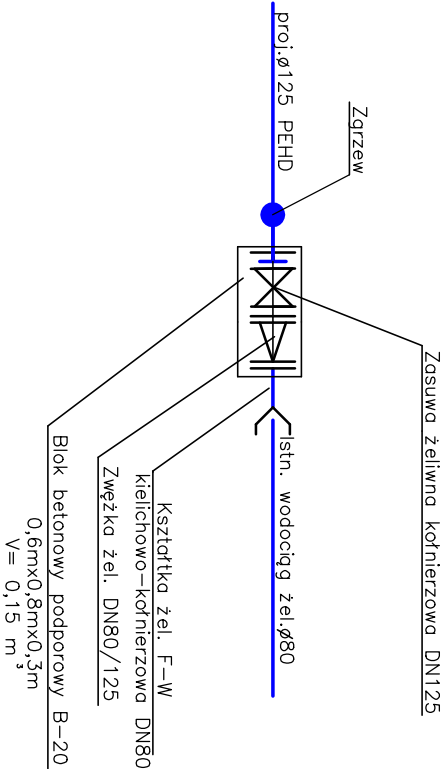 Zasuwa żeliwna kołnierzowa DN125
Zgrzew
proj.ø125 PEHD
Istn. wodociąg żel.ø80
Kształtka żel. F-W
kielichowo-kołnierzowa DN80
Zwężka żel. DN80/125
Blok betonowy podporowy B-20
0,6mx0,8mx0,3m
V= 0,15 m³